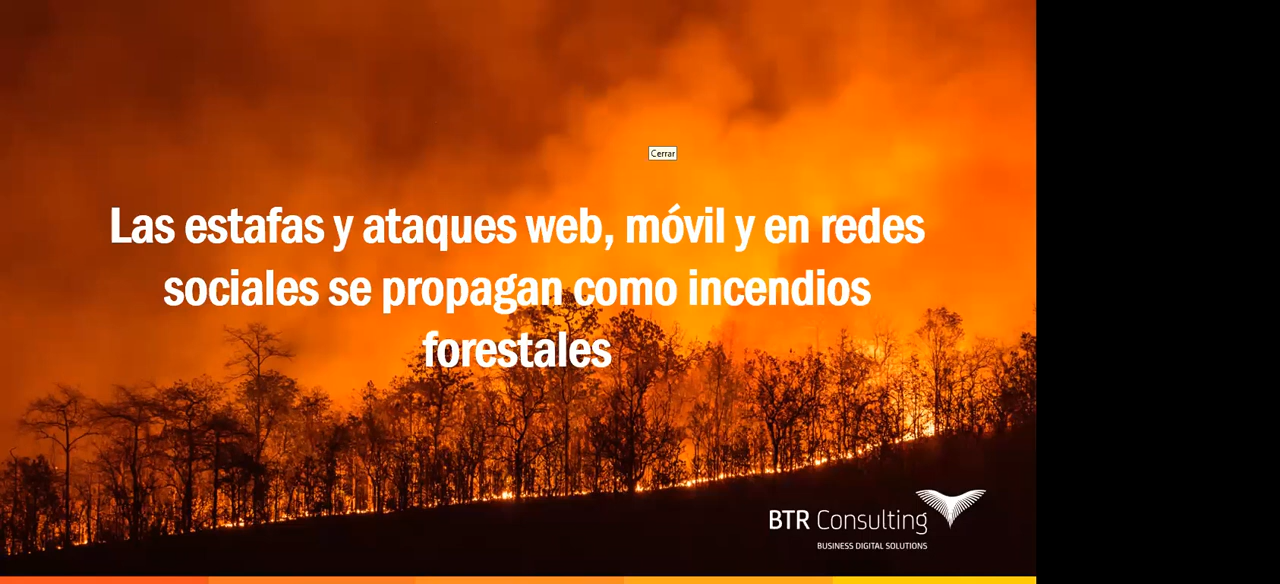 Cerrar
Las estafas y ataques web, móvil y en redes
sociales se propagan como incendios
forestales
BTR Consulting
BUSINESS DIGITAL SOLUTIONS